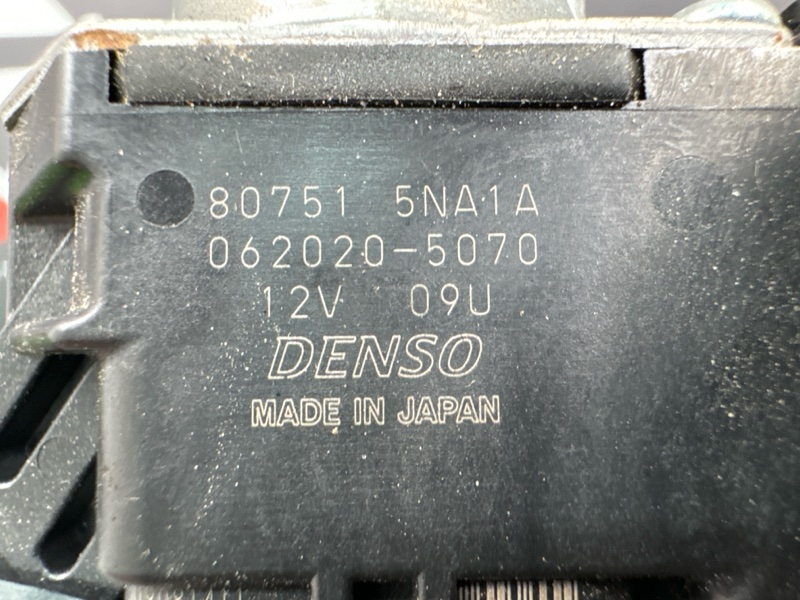 80751 5NA1A
062020-5070
12V 09U
DENSO
MADE IN JAPAN